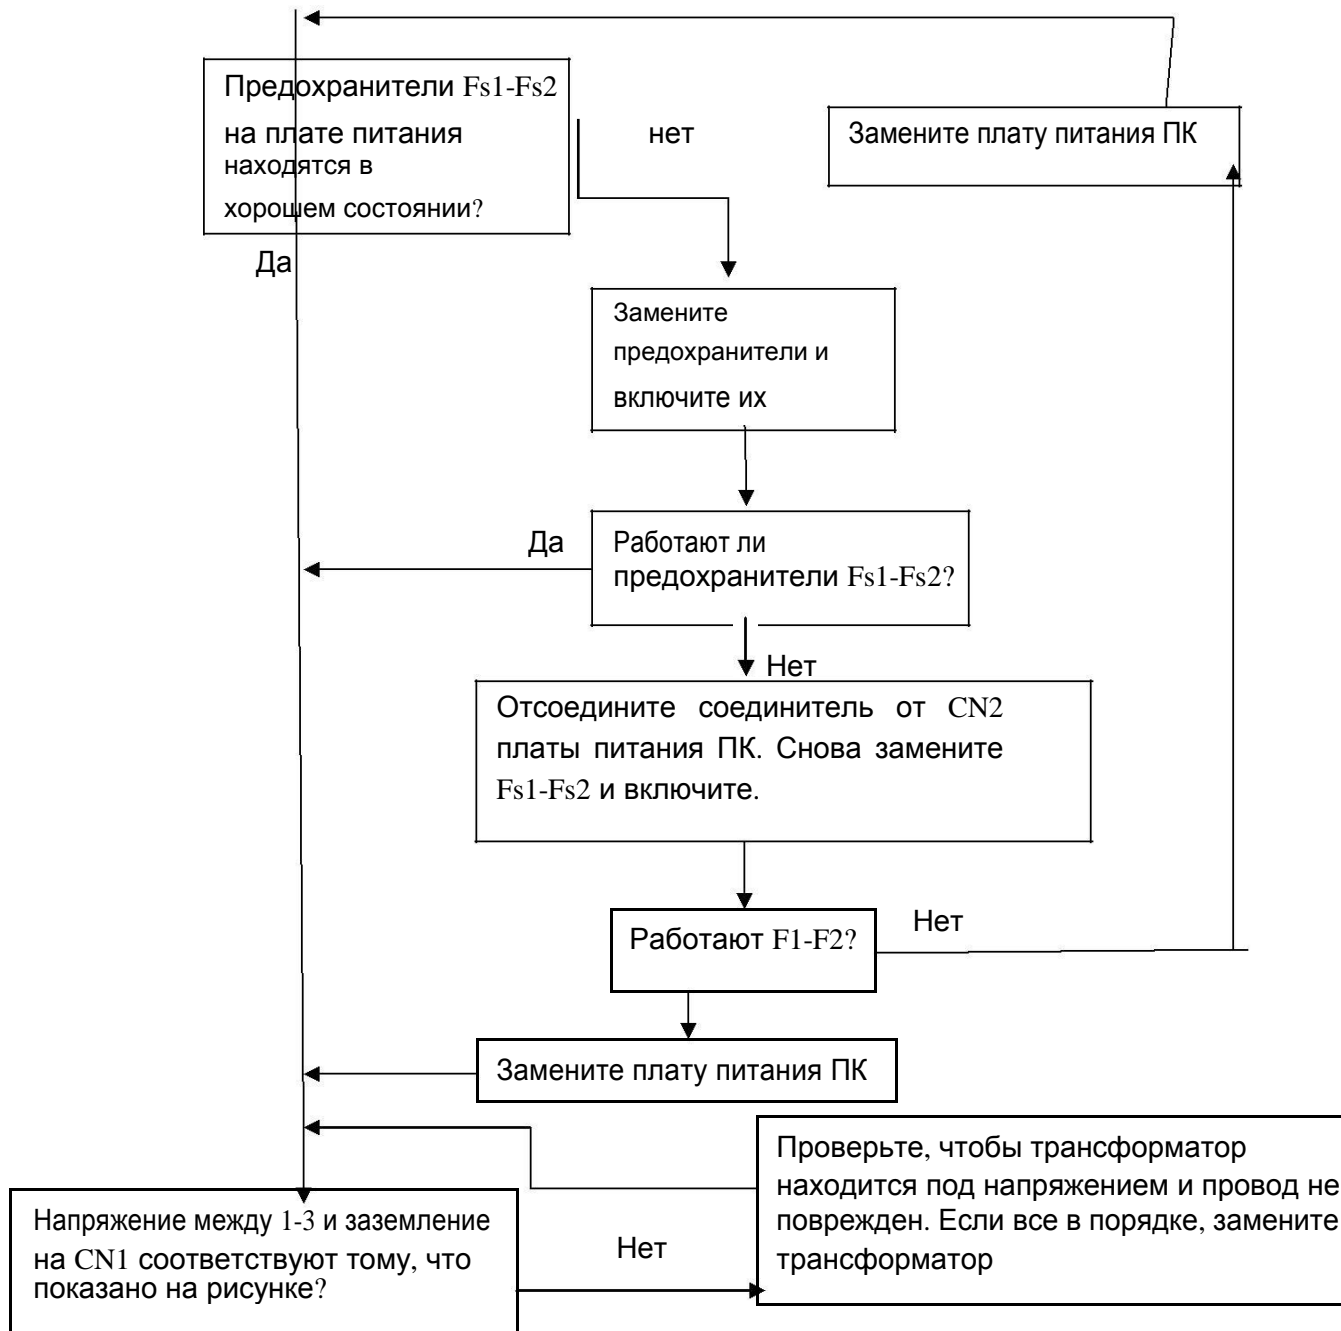 Предохранители Fs1-Fs2
на плате питания
находятся в
хорошем состоянии?
нет
Замените плату питания ПК
Да
Замените
предохранители и
включите их
Да
Работают ли
предохранители Fs1-Fs2?
Нет
Отсоедините соединитель от CN2
платы питания ПК. Снова замените
Fs1-Fs2 и включите.
Работают F1-F2?
Нет
Замените плату питания ПК
Проверьте, чтобы трансформатор
находится под напряжением и провод не
поврежден. Если все в порядке, замените
трансформатор
Напряжение между 1-3 и заземление
на CN1 соответствуют тому, что
показано на рисунке?
Нет